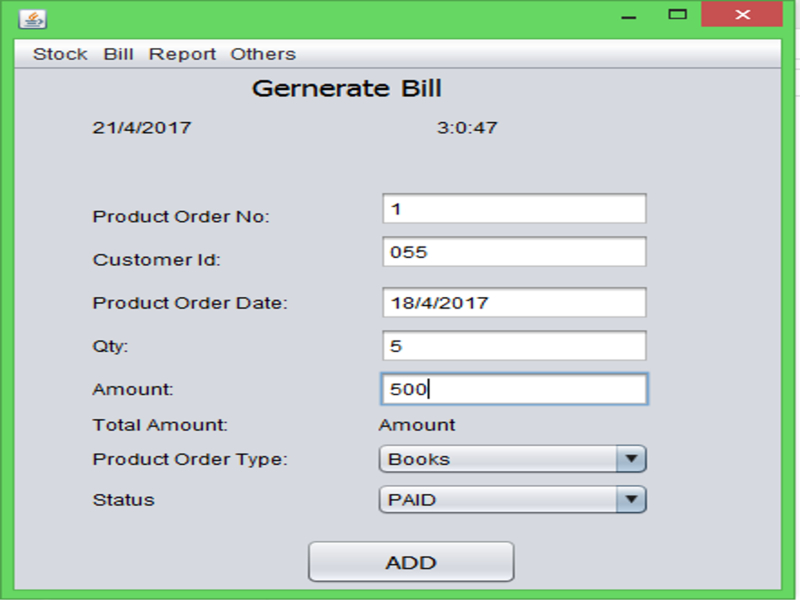 Stock Bill Report Others
Gernerate Bill
21/4/2017 3:0:47
Product Order No: 1
Customer Id: 055
Product Order Date: 18/4/2017
Qty: 5
Amount: 500
Total Amount: Amount
Product Order Type: Books
Status PAID
ADD